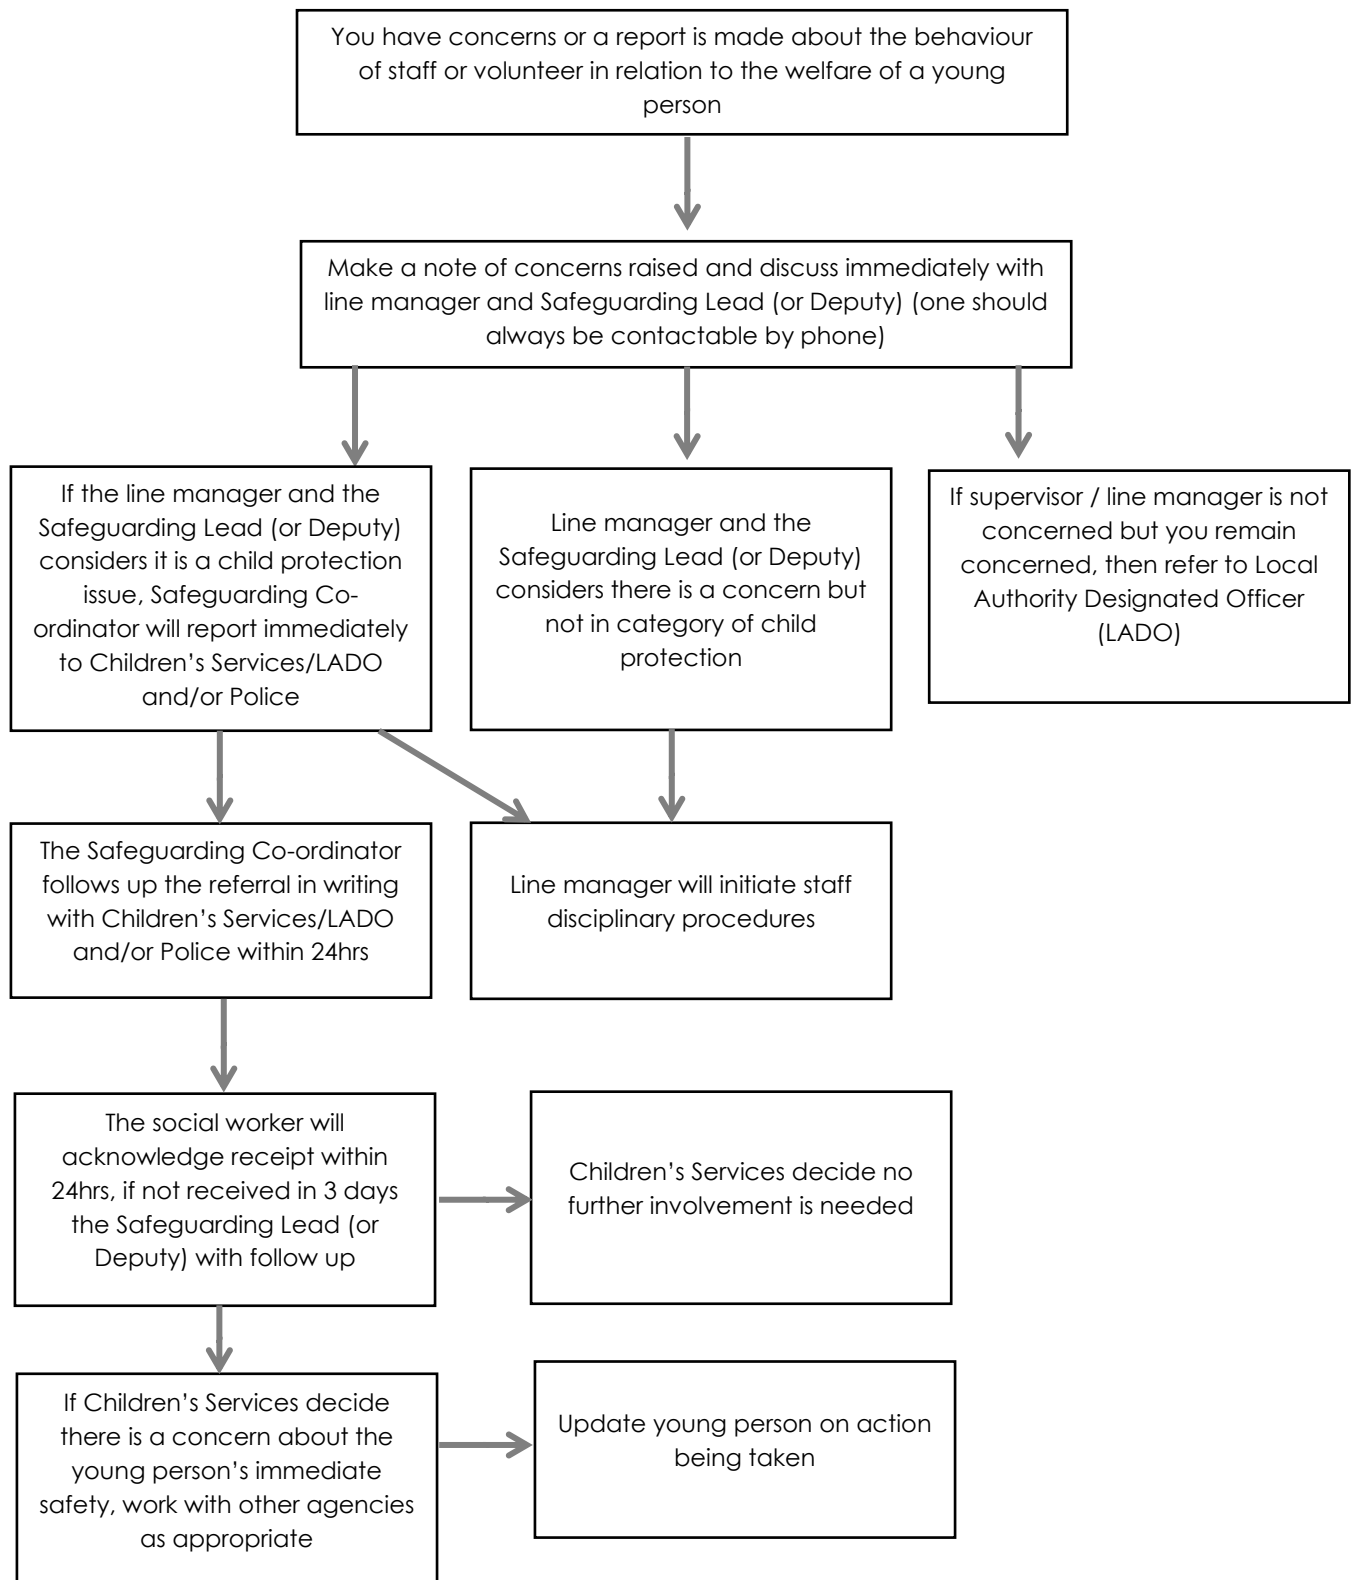 You have concerns or a report is made about the behaviour
of staff or volunteer in relation to the welfare of a young
person
Make a note of concerns raised and discuss immediately with
line manager and Safeguarding Lead (or Deputy) (one should
always be contactable by phone)
If the line manager and the
Safeguarding Lead (or Deputy)
considers it is a child protection
issue, Safeguarding Co-
ordinator will report immediately
to Children’s Services/LADO
and/or Police
Line manager and the
Safeguarding Lead (or Deputy)
considers there is a concern but
not in category of child
protection
If supervisor / line manager is not
concerned but you remain
concerned, then refer to Local
Authority Designated Officer
(LADO)
The Safeguarding Co-ordinator
follows up the referral in writing
with Children’s Services/LADO
and/or Police within 24hrs
Line manager will initiate staff
disciplinary procedures
The social worker will
acknowledge receipt within
24hrs, if not received in 3 days
the Safeguarding Lead (or
Deputy) with follow up
Children’s Services decide no
further involvement is needed
If Children’s Services decide
there is a concern about the
young person’s immediate
safety, work with other agencies
as appropriate
Update young person on action
being taken